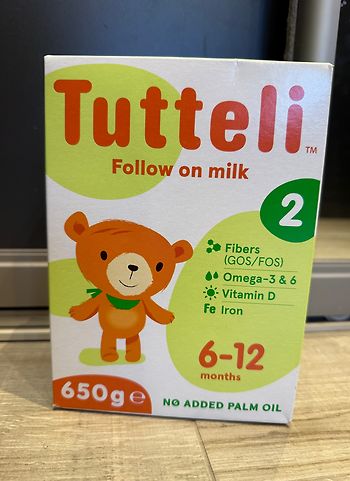 Tutteli
TM
Follow on milk
2
Fibers
(GOS/FOS)
Omega-3 & 6
Vitamin D
Fe Iron
6-12
months
650g ℮
NO ADDED PALM OIL